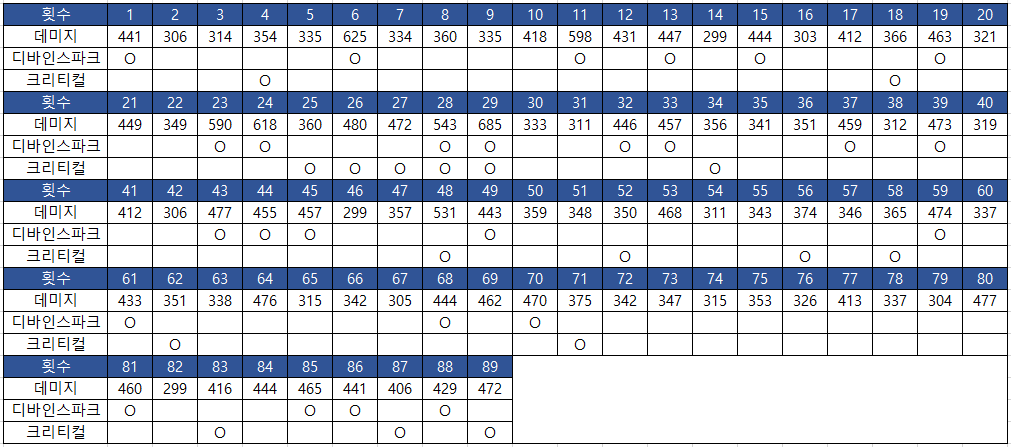 횟수 1 2 3 4 5 6 7 8 9 10 11 12 13 14 15 16 17 18 19 20
데미지 441 306 314 354 335 625 334 360 335 418 598 431 447 299 444 303 412 366 463 321
디바인스파크 O O O O O O
크리티컬 O O
횟수 21 22 23 24 25 26 27 28 29 30 31 32 33 34 35 36 37 38 39 40
데미지 449 349 590 618 360 480 472 543 685 333 311 446 457 356 341 351 459 312 473 319
디바인스파크 O O O O O O O O
크리티컬 O O O O O O
횟수 41 42 43 44 45 46 47 48 49 50 51 52 53 54 55 56 57 58 59 60
데미지 412 306 477 455 457 299 357 531 443 359 348 350 468 311 343 374 346 365 474 337
디바인스파크 O O O O O
크리티컬 O O O O
횟수 61 62 63 64 65 66 67 68 69 70 71 72 73 74 75 76 77 78 79 80
데미지 433 351 338 476 315 342 305 444 462 470 375 342 347 315 353 326 413 337 304 477
디바인스파크 O O O
크리티컬 O O
횟수 81 82 83 84 85 86 87 88 89
데미지 460 299 416 444 465 441 406 429 472
디바인스파크 O O O O
크리티컬 O O O